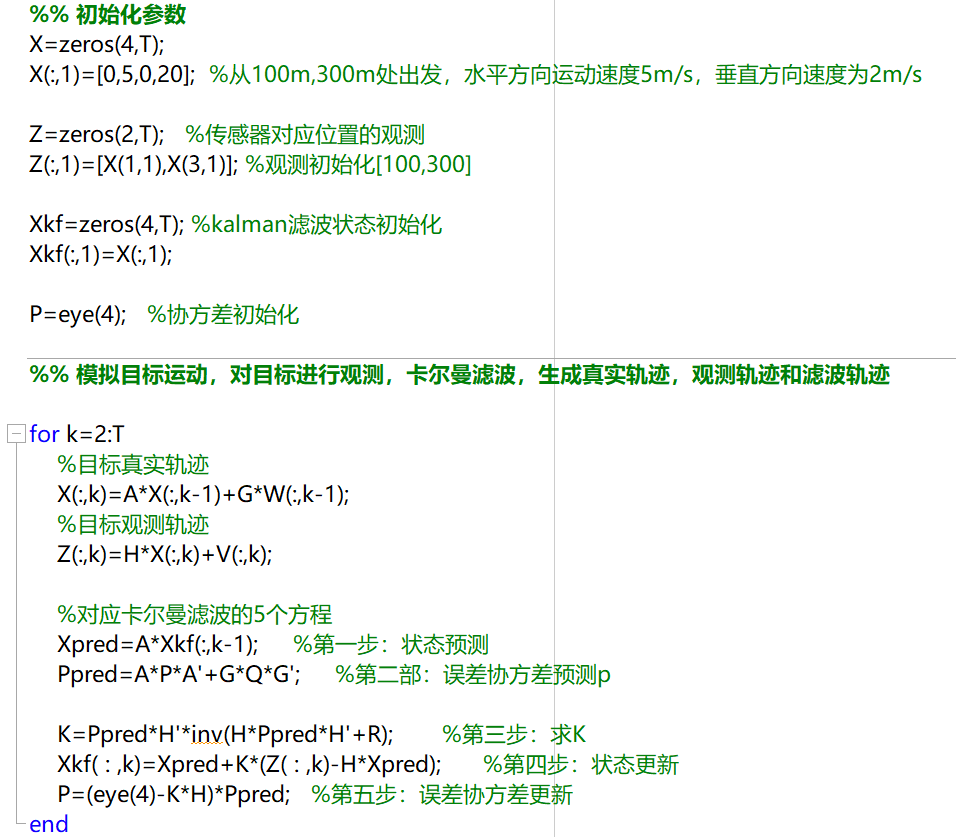 %% 初始化参数
X=zeros(4,T);
X(:,1)=[0,5,0,20];  %从100m,300m处出发，水平方向运动速度5m/s，垂直方向速度为2m/s
Z=zeros(2,T);   %传感器对应位置的观测
Z(:,1)=[X(1,1),X(3,1)]; %观测初始化[100,300]
Xkf=zeros(4,T); %kalman滤波状态初始化
Xkf(:,1)=X(:,1);
P=eye(4);   %协方差初始化
%% 模拟目标运动，对目标进行观测，卡尔曼滤波，生成真实轨迹，观测轨迹和滤波轨迹
for k=2:T
%目标真实轨迹
X(:,k)=A*X(:,k-1)+G*W(:,k-1);
%目标观测轨迹
Z(:,k)=H*X(:,k)+V(:,k);
%对应卡尔曼滤波的5个方程
Xpred=A*Xkf(:,k-1);     %第一步：状态预测
Ppred=A*P*A'+G*Q*G';     %第二部：误差协方差预测p
K=Ppred*H'*inv(H*Ppred*H'+R);       %第三步：求K
Xkf( : ,k)=Xpred+K*(Z( : ,k)-H*Xpred);      %第四步：状态更新
P=(eye(4)-K*H)*Ppred;   %第五步：误差协方差更新
end